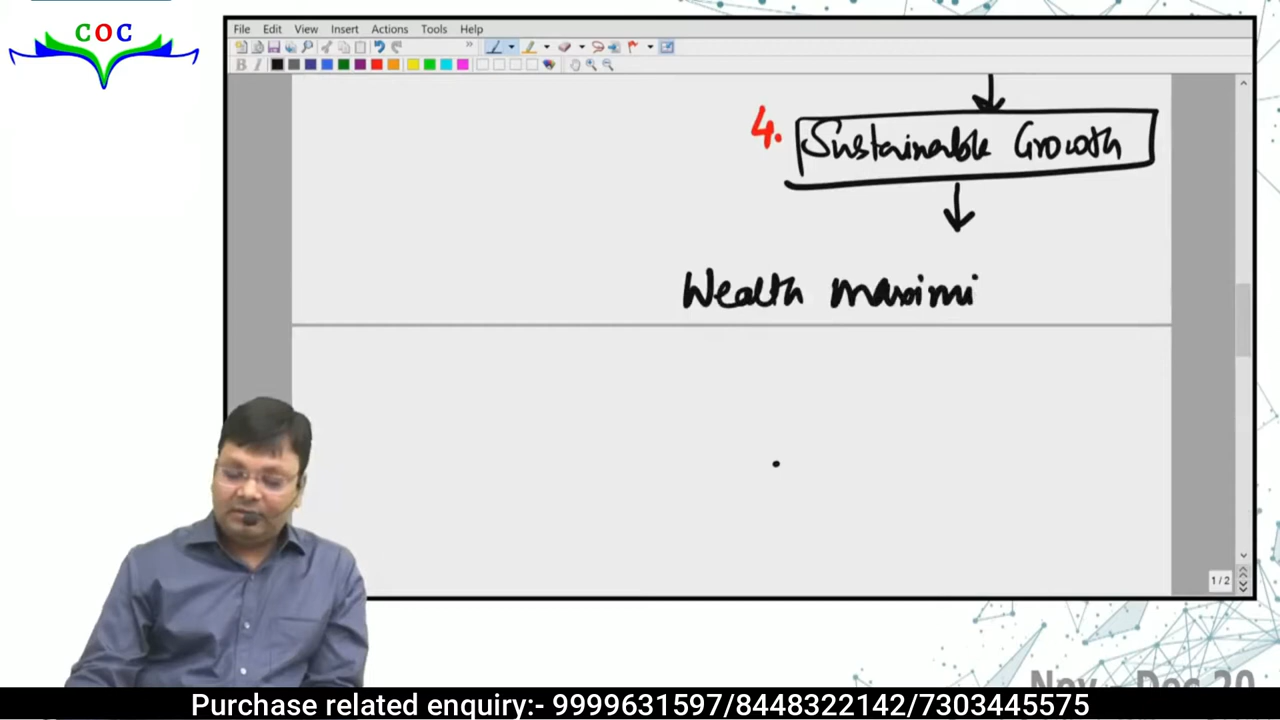 COC
File Edit View Insert Actions Tools Help
4. Sustainable Growth
Wealth maximi
1 / 2
Purchase related enquiry:- 9999631597/8448322142/7303445575